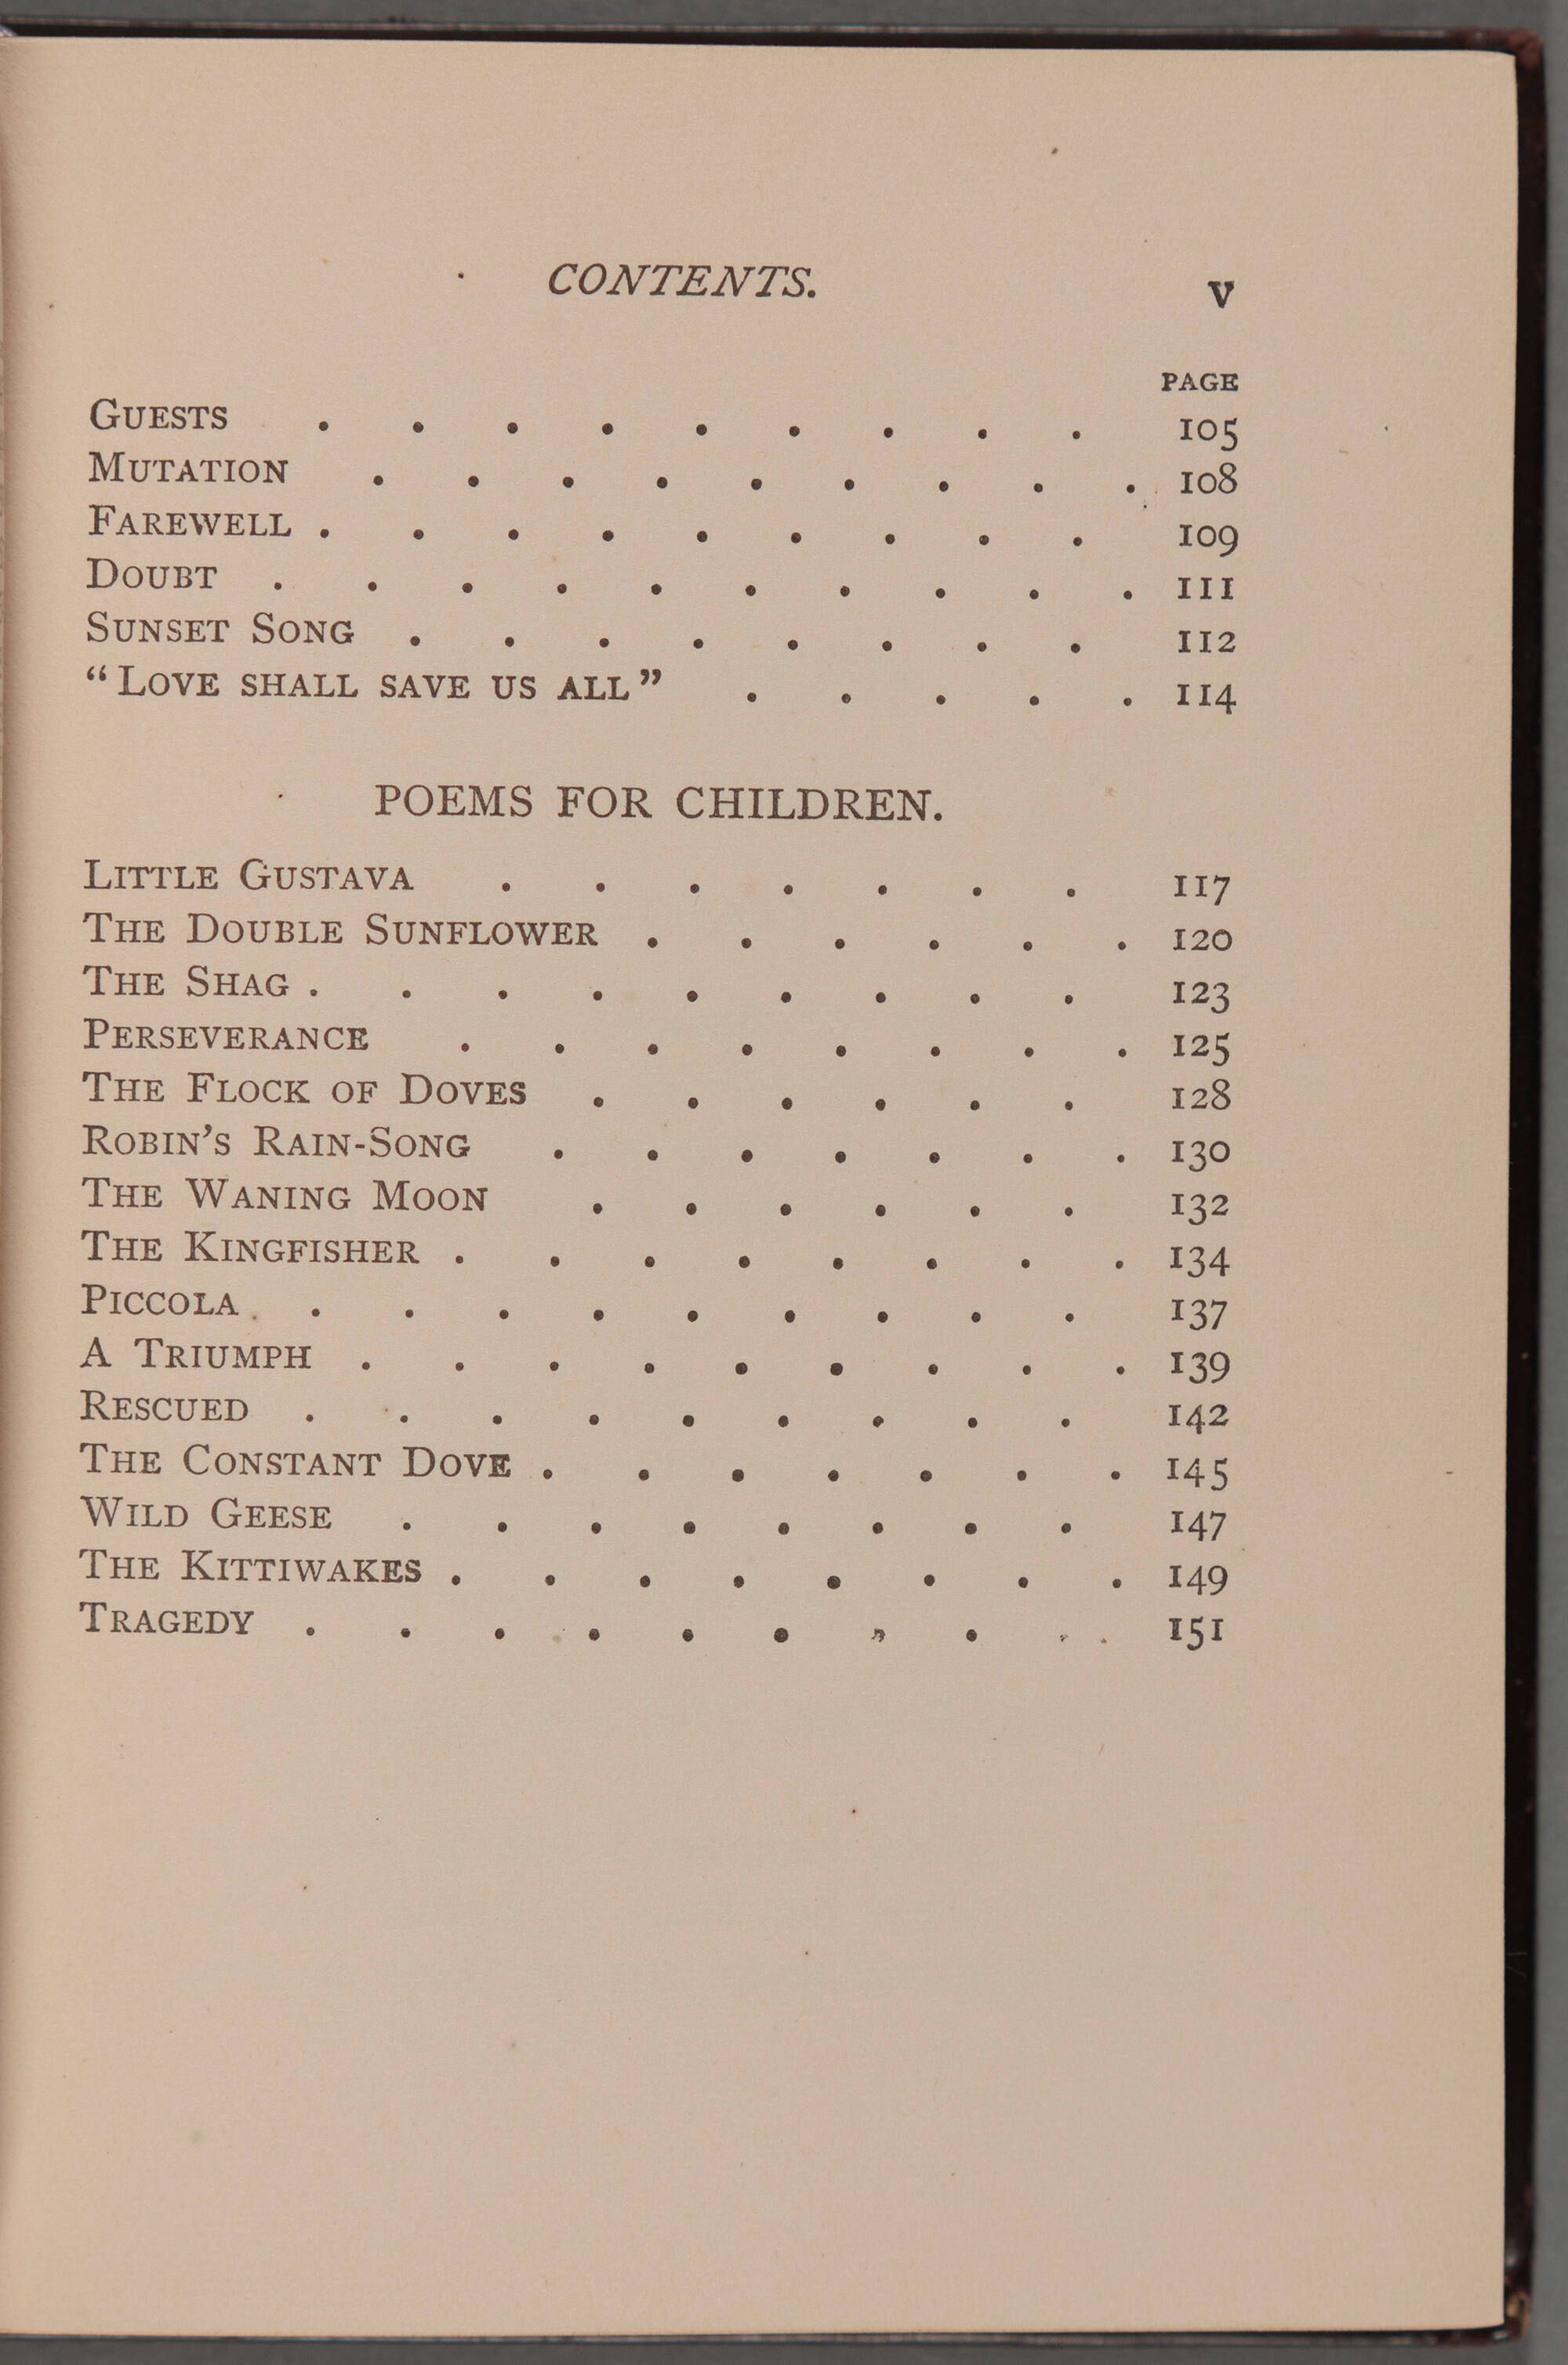 CONTENTS. v
PAGE
GUESTS . . . . . . . . . 105
MUTATION . . . . . . . . . 108
FAREWELL . . . . . . . . . 109
DOUBT . . . . . . . . . . 111
SUNSET SONG . . . . . . . . 112
“LOVE SHALL SAVE US ALL” . . . . . 114
POEMS FOR CHILDREN.
LITTLE GUSTAVA . . . . . . . 117
THE DOUBLE SUNFLOWER . . . . . . 120
THE SHAG . . . . . . . . . 123
PERSEVERANCE . . . . . . . . 125
THE FLOCK OF DOVES . . . . . . 128
ROBIN’S RAIN-SONG . . . . . . . 130
THE WANING MOON . . . . . . 132
THE KINGFISHER . . . . . . . . 134
PICCOLA . . . . . . . . . . 137
A TRIUMPH . . . . . . . . . 139
RESCUED . . . . . . . . . 142
THE CONSTANT DOVE . . . . . . . 145
WILD GEESE . . . . . . . . 147
THE KITTIWAKES . . . . . . . . 149
TRAGEDY . . . . . . . . . 151